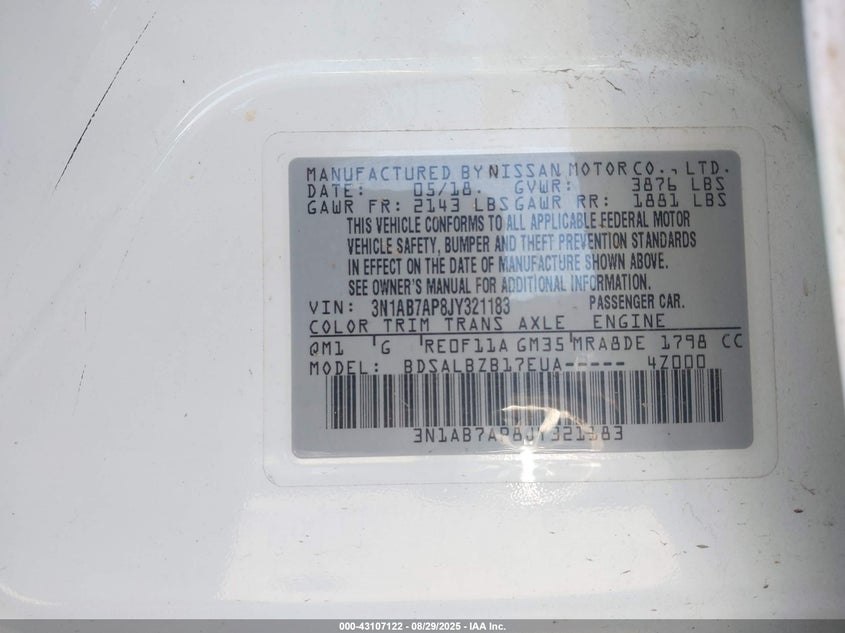 MANUFACTURED BY NISSAN MOTOR CO., LTD.
DATE: 05/18. GVWR: 3876 LBS
GAWR FR: 2143 LBS GAWR RR: 1881 LBS
THIS VEHICLE CONFORMS TO ALL APPLICABLE FEDERAL MOTOR
VEHICLE SAFETY, BUMPER AND THEFT PREVENTION STANDARDS
IN EFFECT ON THE DATE OF MANUFACTURE SHOWN ABOVE.
SEE OWNER'S MANUAL FOR ADDITIONAL INFORMATION.
VIN: 3N1AB7AP8JY321183 PASSENGER CAR.
COLOR TRIM TRANS AXLE ENGINE
QM1 G RE0F11A GM35 MRA8DE 1798 CC
MODEL: BDSALBZB17EUA----- 4Z000
3N1AB7AP8JY321183
000-43107122 - 08/29/2025 - IAA Inc.